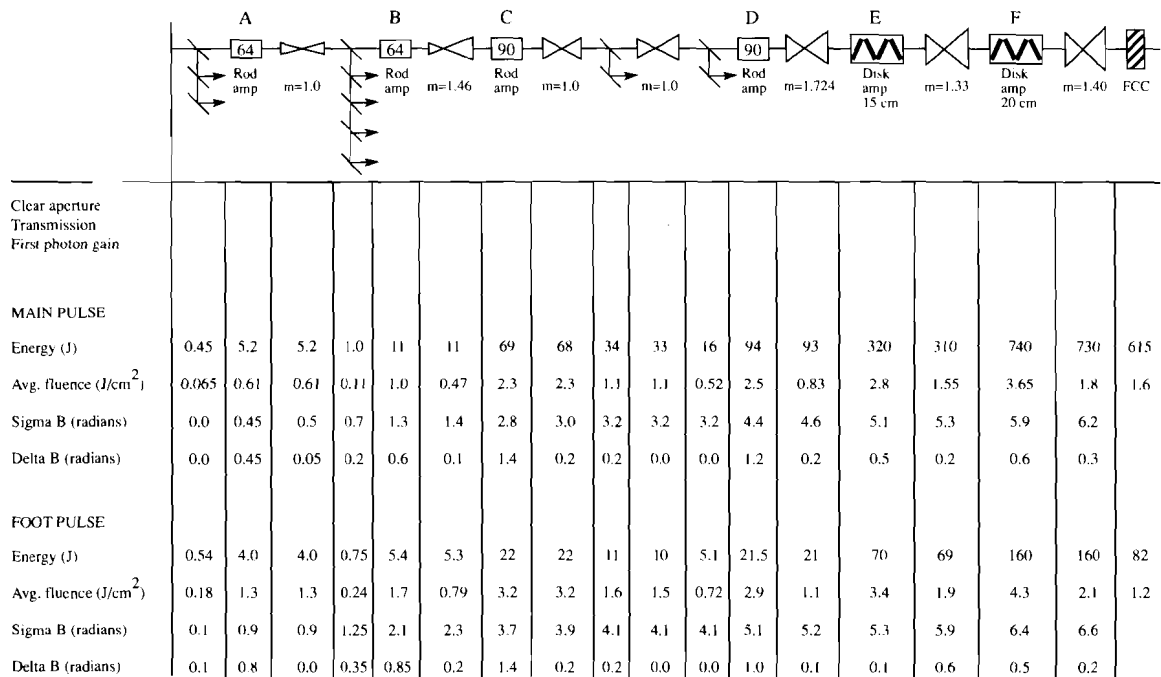 A B C D E F
64 64 90 90
Rod amp Rod amp Rod amp Rod amp Disk amp 15 cm Disk amp 20 cm
m=1.0 m=1.46 m=1.0 m=1.0 m=1.724 m=1.33 m=1.40 FCC
Clear aperture
Transmission
First photon gain
MAIN PULSE
Energy (J) 0.45 5.2 5.2 1.0 11 11 69 68 34 33 16 94 93 320 310 740 730 615
Avg. fluence (J/cm2) 0.065 0.61 0.61 0.11 1.0 0.47 2.3 2.3 1.1 1.1 0.52 2.5 0.83 2.8 1.55 3.65 1.8 1.6
Sigma B (radians) 0.0 0.45 0.5 0.7 1.3 1.4 2.8 3.0 3.2 3.2 3.2 4.4 4.6 5.1 5.3 5.9 6.2
Delta B (radians) 0.0 0.45 0.05 0.2 0.6 0.1 1.4 0.2 0.2 0.0 0.0 1.2 0.2 0.5 0.2 0.6 0.3
FOOT PULSE
Energy (J) 0.54 4.0 4.0 0.75 5.4 5.3 22 22 11 10 5.1 21.5 21 70 69 160 160 82
Avg. fluence (J/cm2) 0.18 1.3 1.3 0.24 1.7 0.79 3.2 3.2 1.6 1.5 0.72 2.9 1.1 3.4 1.9 4.3 2.1 1.2
Sigma B (radians) 0.1 0.9 0.9 1.25 2.1 2.3 3.7 3.9 4.1 4.1 4.1 5.1 5.2 5.3 5.9 6.4 6.6
Delta B (radians) 0.1 0.8 0.0 0.35 0.85 0.2 1.4 0.2 0.2 0.0 0.0 1.0 0.1 0.1 0.6 0.5 0.2